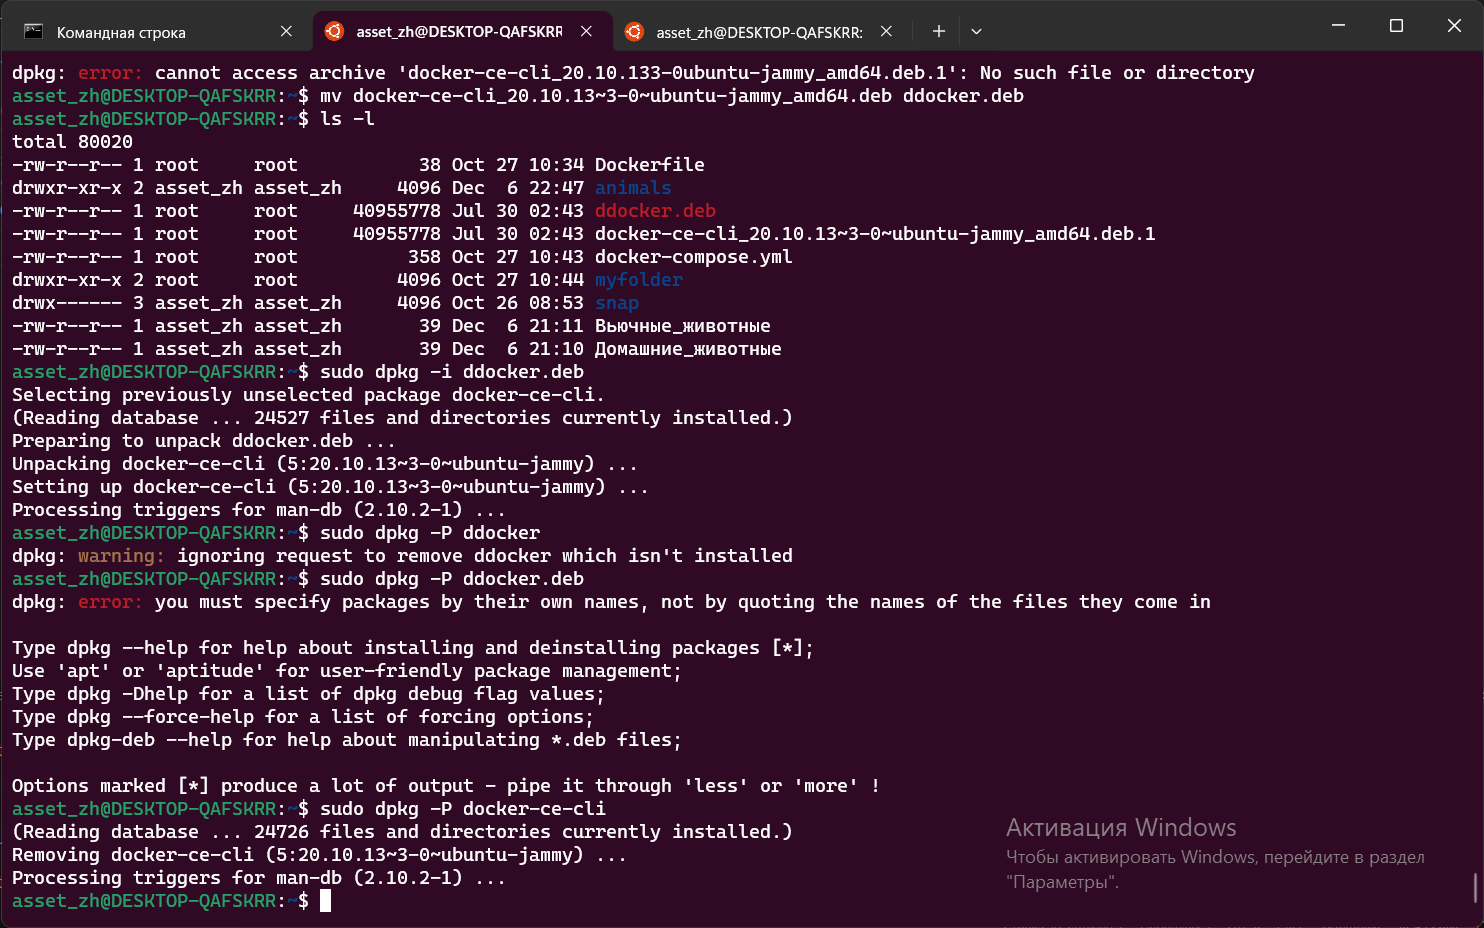 Командная строка
asset_zh@DESKTOP-QAFSKRR
asset_zh@DESKTOP-QAFSKRR:
dpkg: error: cannot access archive 'docker-ce-cli_20.10.133-0ubuntu-jammy_amd64.deb.1': No such file or directory
asset_zh@DESKTOP-QAFSKRR:~$ mv docker-ce-cli_20.10.13~3-0~ubuntu-jammy_amd64.deb ddocker.deb
asset_zh@DESKTOP-QAFSKRR:~$ ls -l
total 80020
-rw-r--r-- 1 root     root           38 Oct 27 10:34 Dockerfile
drwxr-xr-x 2 asset_zh asset_zh     4096 Dec  6 22:47 animals
-rw-r--r-- 1 root     root     40955778 Jul 30 02:43 ddocker.deb
-rw-r--r-- 1 root     root     40955778 Jul 30 02:43 docker-ce-cli_20.10.13~3-0~ubuntu-jammy_amd64.deb.1
-rw-r--r-- 1 root     root          358 Oct 27 10:43 docker-compose.yml
drwxr-xr-x 2 root     root         4096 Oct 27 10:44 myfolder
drwx------ 3 asset_zh asset_zh     4096 Oct 26 08:53 snap
-rw-r--r-- 1 asset_zh asset_zh       39 Dec  6 21:11 Вьючные_животные
-rw-r--r-- 1 asset_zh asset_zh       39 Dec  6 21:10 Домашние_животные
asset_zh@DESKTOP-QAFSKRR:~$ sudo dpkg -i ddocker.deb
Selecting previously unselected package docker-ce-cli.
(Reading database ... 24527 files and directories currently installed.)
Preparing to unpack ddocker.deb ...
Unpacking docker-ce-cli (5:20.10.13~3-0~ubuntu-jammy) ...
Setting up docker-ce-cli (5:20.10.13~3-0~ubuntu-jammy) ...
Processing triggers for man-db (2.10.2-1) ...
asset_zh@DESKTOP-QAFSKRR:~$ sudo dpkg -P ddocker
dpkg: warning: ignoring request to remove ddocker which isn't installed
asset_zh@DESKTOP-QAFSKRR:~$ sudo dpkg -P ddocker.deb
dpkg: error: you must specify packages by their own names, not by quoting the names of the files they come in

Type dpkg --help for help about installing and deinstalling packages [*];
Use 'apt' or 'aptitude' for user-friendly package management;
Type dpkg -Dhelp for a list of dpkg debug flag values;
Type dpkg --force-help for a list of forcing options;
Type dpkg-deb --help for help about manipulating *.deb files;

Options marked [*] produce a lot of output - pipe it through 'less' or 'more' !
asset_zh@DESKTOP-QAFSKRR:~$ sudo dpkg -P docker-ce-cli
(Reading database ... 24726 files and directories currently installed.)
Removing docker-ce-cli (5:20.10.13~3-0~ubuntu-jammy) ...
Processing triggers for man-db (2.10.2-1) ...
asset_zh@DESKTOP-QAFSKRR:~$
Активация Windows
Чтобы активировать Windows, перейдите в раздел
"Параметры".